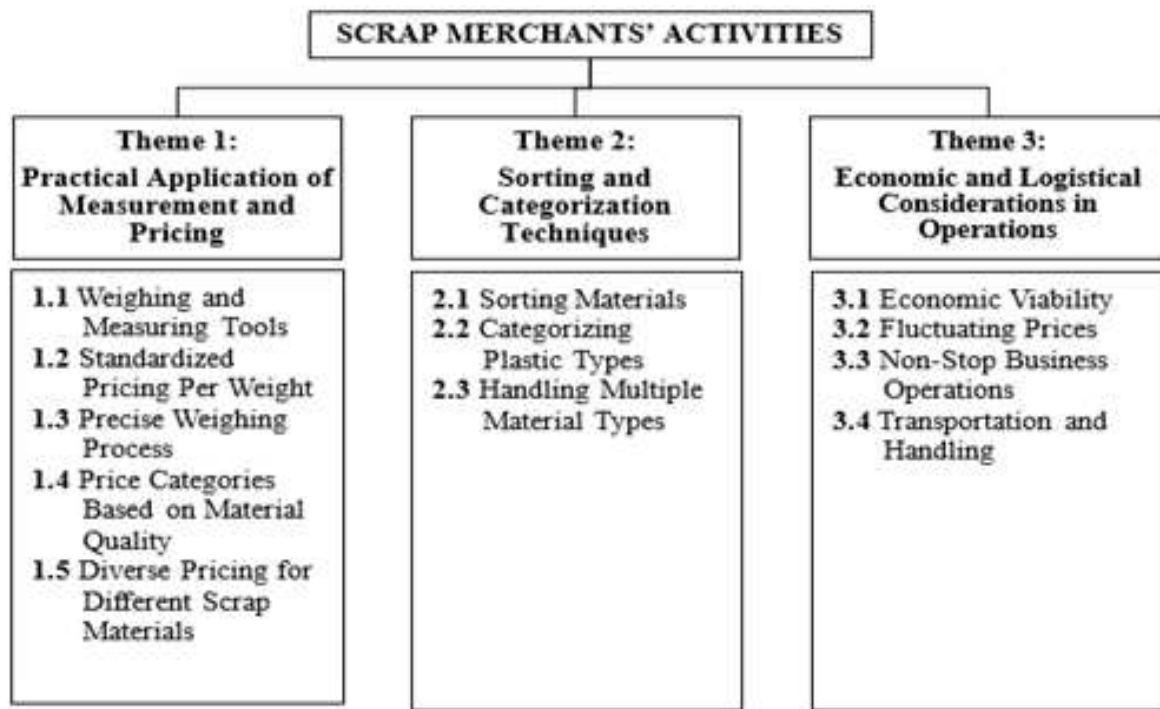 SCRAP MERCHANTS' ACTIVITIES
Theme 1:
Practical Application of
Measurement and
Pricing
1.1 Weighing and
Measuring Tools
1.2 Standardized
Pricing Per Weight
1.3 Precise Weighing
Process
1.4 Price Categories
Based on Material
Quality
1.5 Diverse Pricing for
Different Scrap
Materials
Theme 2:
Sorting and
Categorization
Techniques
2.1 Sorting Materials
2.2 Categorizing
Plastic Types
2.3 Handling Multiple
Material Types
Theme 3:
Economic and Logistical
Considerations in
Operations
3.1 Economic Viability
3.2 Fluctuating Prices
3.3 Non-Stop Business
Operations
3.4 Transportation and
Handling